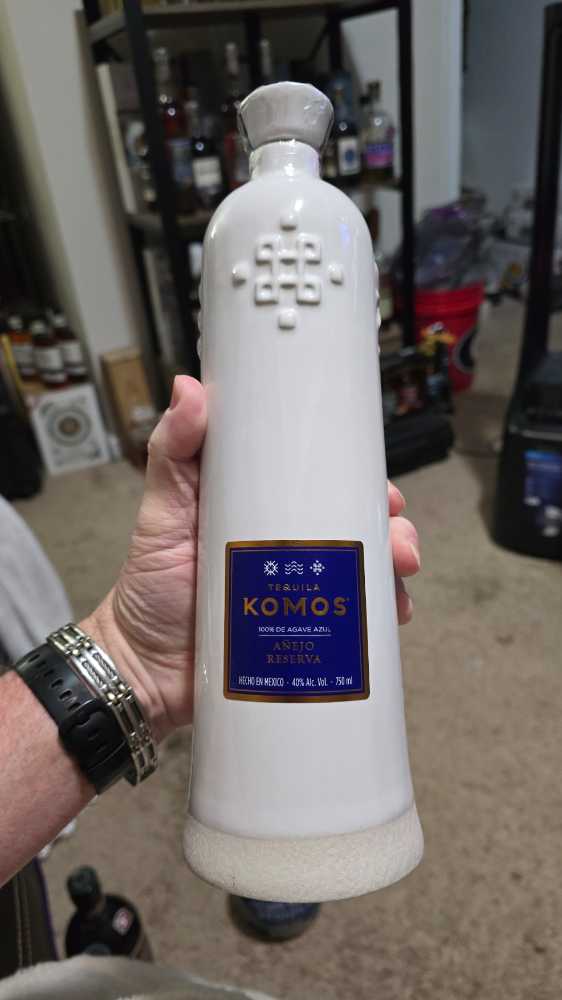 TEQUILA
KOMOS®
100% DE AGAVE AZUL
AÑEJO
RESERVA
HECHO EN MEXICO - 40% Alc. Vol. - 750 ml